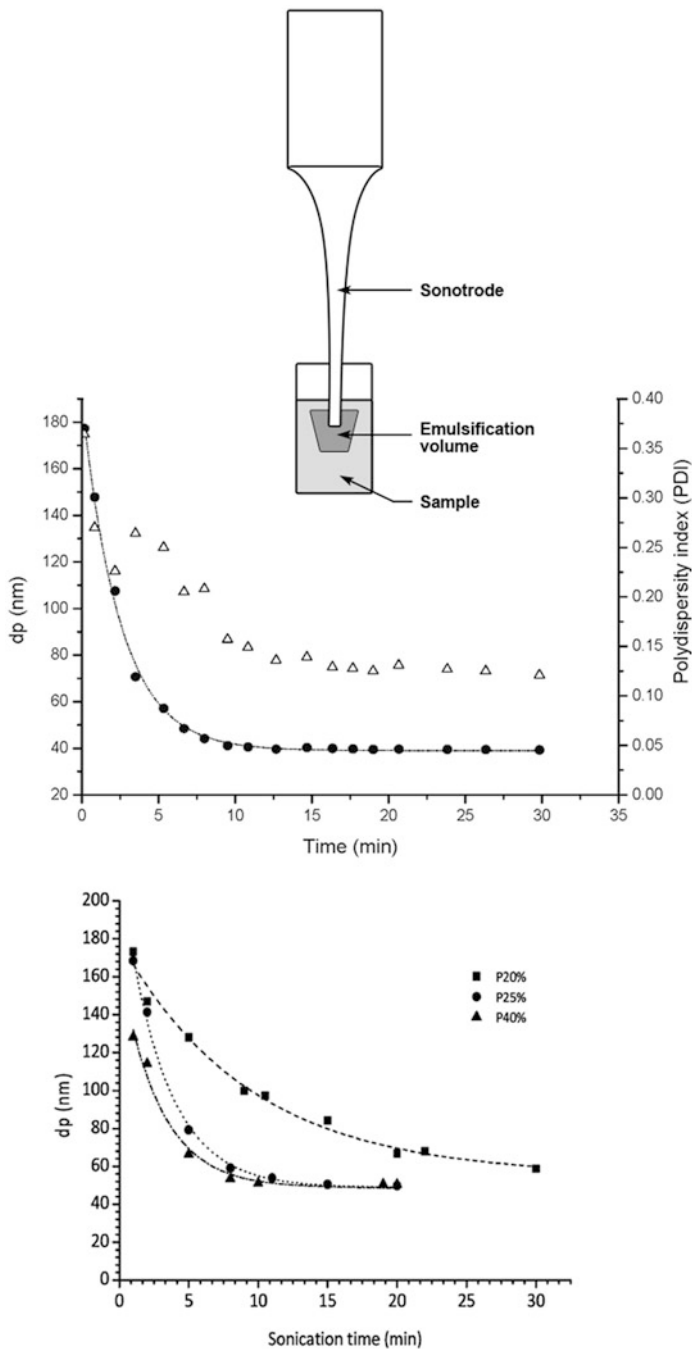 Sonotrode
Emulsification
volume
Sample
180
160
140
120
100
80
60
40
20
dp (nm)
0.40
0.35
0.30
0.25
0.20
0.15
0.10
0.05
0.00
Polydispersity index (PDI)
0 5 10 15 20 25 30 35
Time (min)
200
180
160
140
120
100
80
60
40
20
0
dp (nm)
P20%
P25%
P40%
0 5 10 15 20 25 30
Sonication time (min)